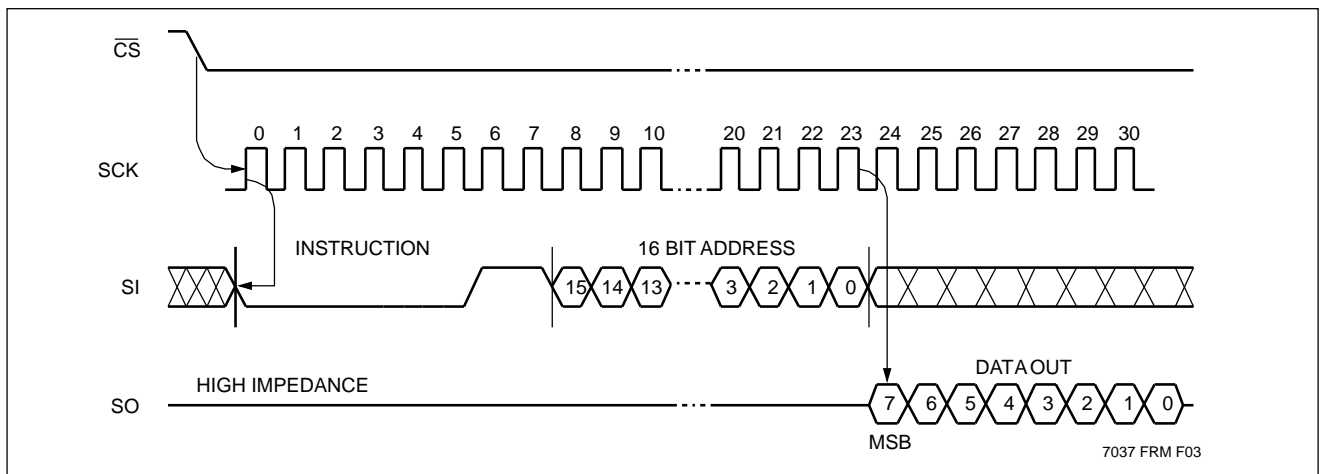 C̅S̅
0 1 2 3 4 5 6 7 8 9 10 20 21 22 23 24 25 26 27 28 29 30
SCK
INSTRUCTION 16 BIT ADDRESS
SI 15 14 13 3 2 1 0
HIGH IMPEDANCE DATA OUT
SO 7 6 5 4 3 2 1 0
MSB
7037 FRM F03